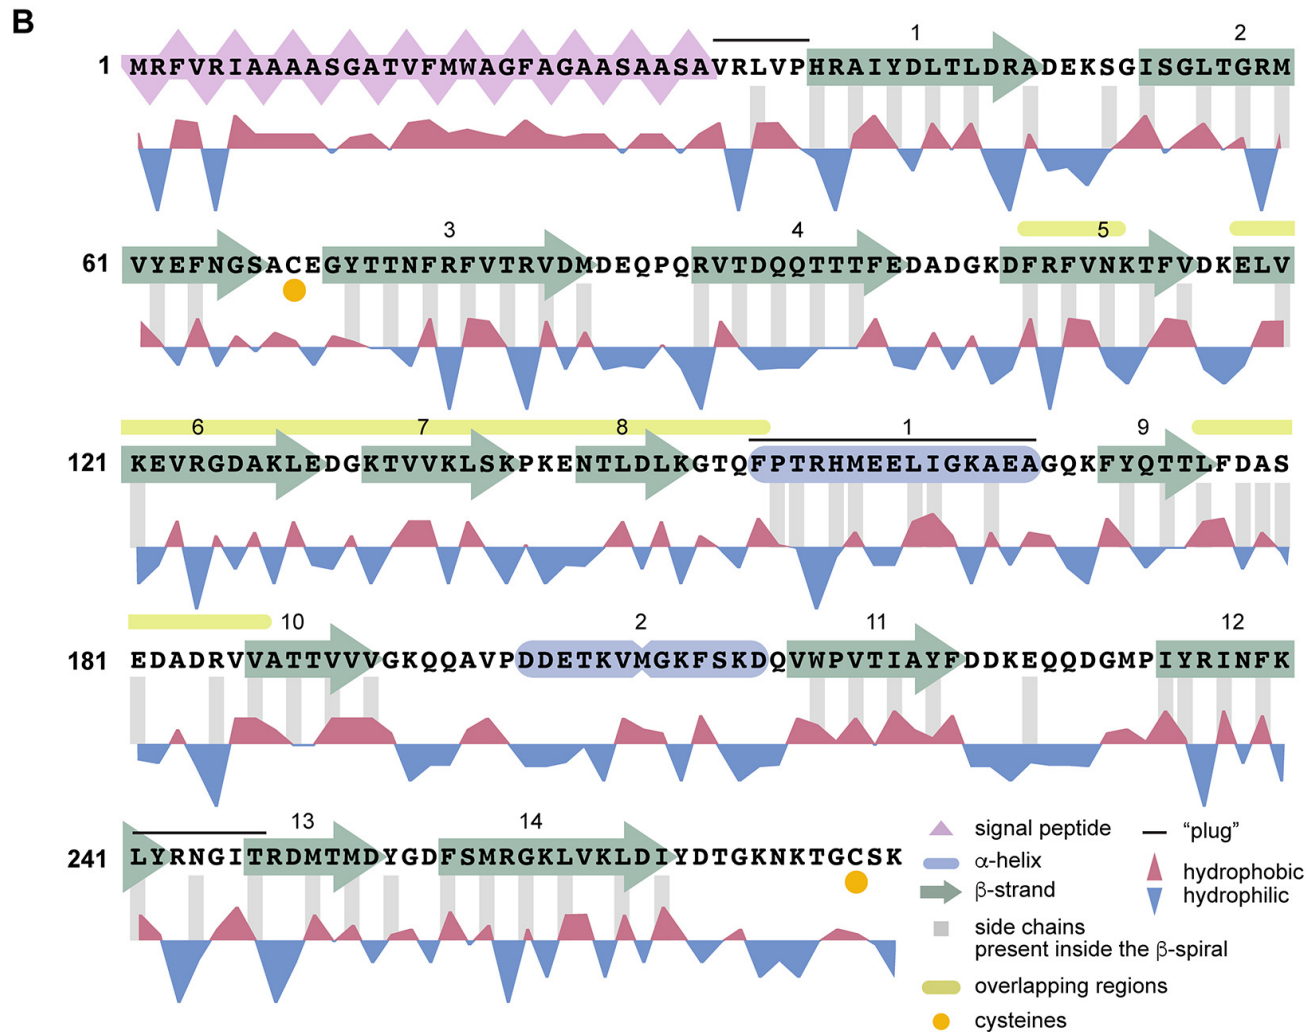 B
1 2
1 MRFVRIAAAASGATVFMWAGFAGAASAASAVRLVPHRAIYDLTLDRADEKSGISGLTGRM
3 4 5
61 VYEFNGSACEGYTTNFRFVTRVDMDEQPQRVTDQQTTTFEDADGKDFRFVNKTFVDKELV
6 7 8 1 9
121 KEVRGDAKLEDGKTVVKLSKPKENTLDLKGTQFPTRHMEELIGKAEAGQKFYQTTLFDAS
10 2 11 12
181 EDADRVVATTVVVGKQQAVPDDETKVMGKFSKDQVWPVTIAYFDDKEQQDGMPIYRINFK
13 14
241 LYRNGITRDMTMDYGDFSMRGKLVKLDIYDTGKNKTGCSK
signal peptide
α-helix
β-strand
side chains
present inside the β-spiral
overlapping regions
cysteines
“plug”
hydrophobic
hydrophilic